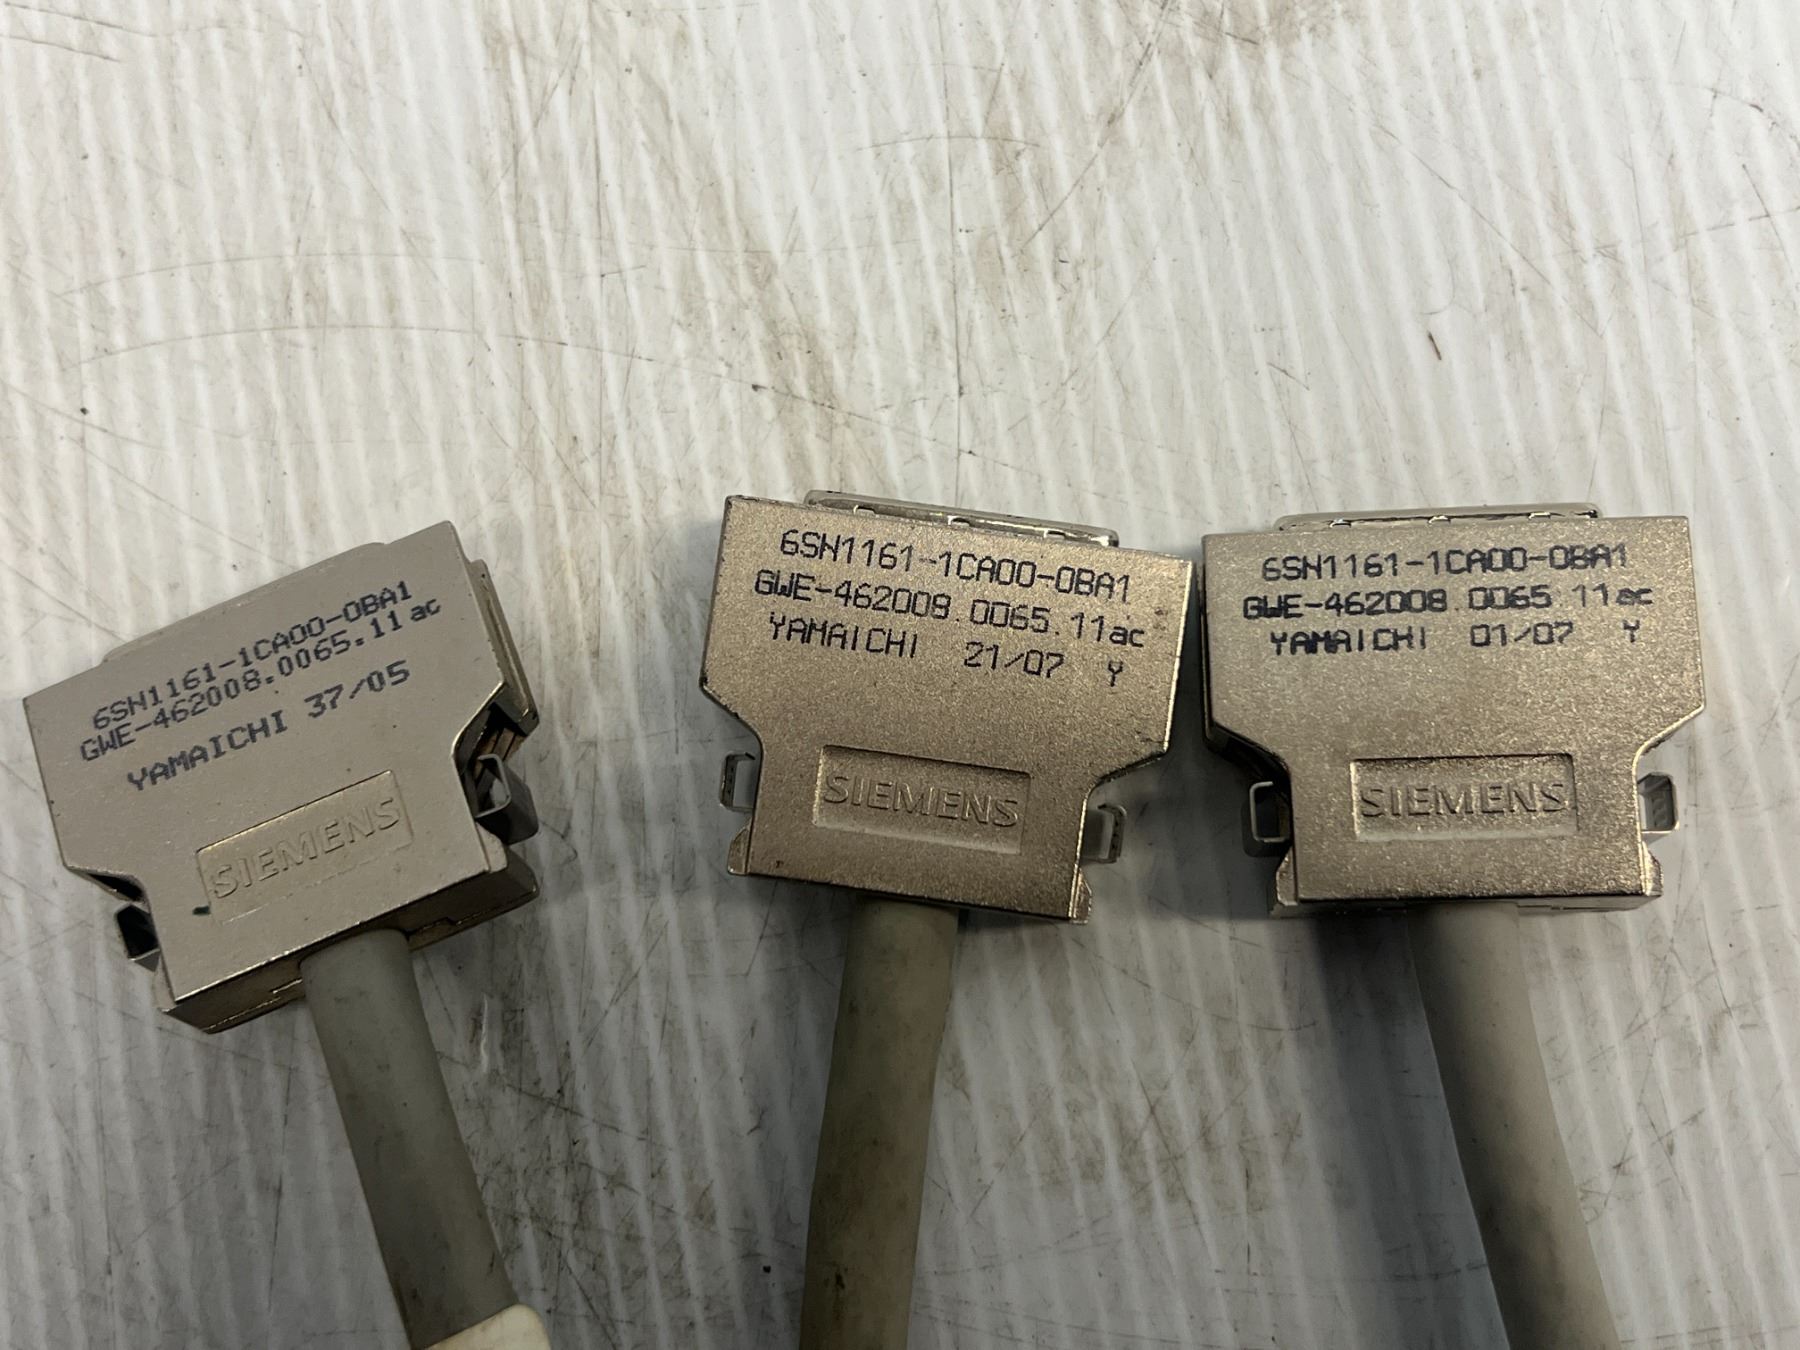 6SN1161-1CA00-0BA1
GWE-462008.0065.11ac
YAMAICHI 37/05
SIEMENS
6SN1161-1CA00-0BA1
GWE-462008.0065.11ac
YAMAICHI 21/07 Y
SIEMENS
6SN1161-1CA00-0BA1
GWE-462008.0065.11ac
YAMAICHI 01/07 Y
SIEMENS